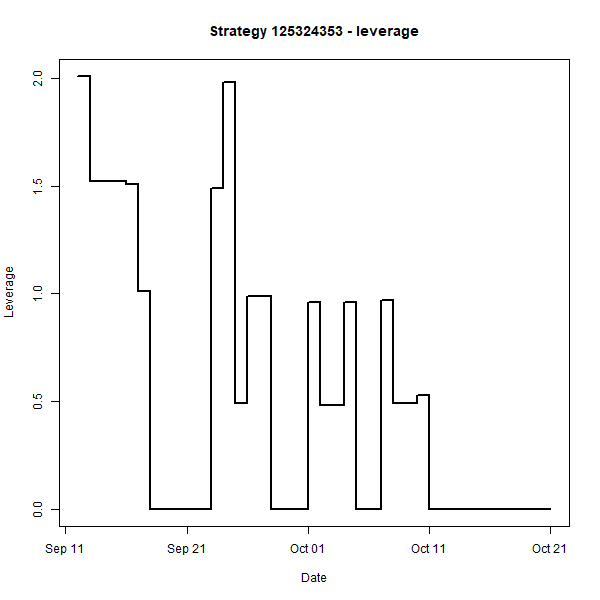 Strategy 125324353 - leverage
2.0
1.5
1.0
0.5
0.0
Leverage
Sep 11 Sep 21 Oct 01 Oct 11 Oct 21
Date